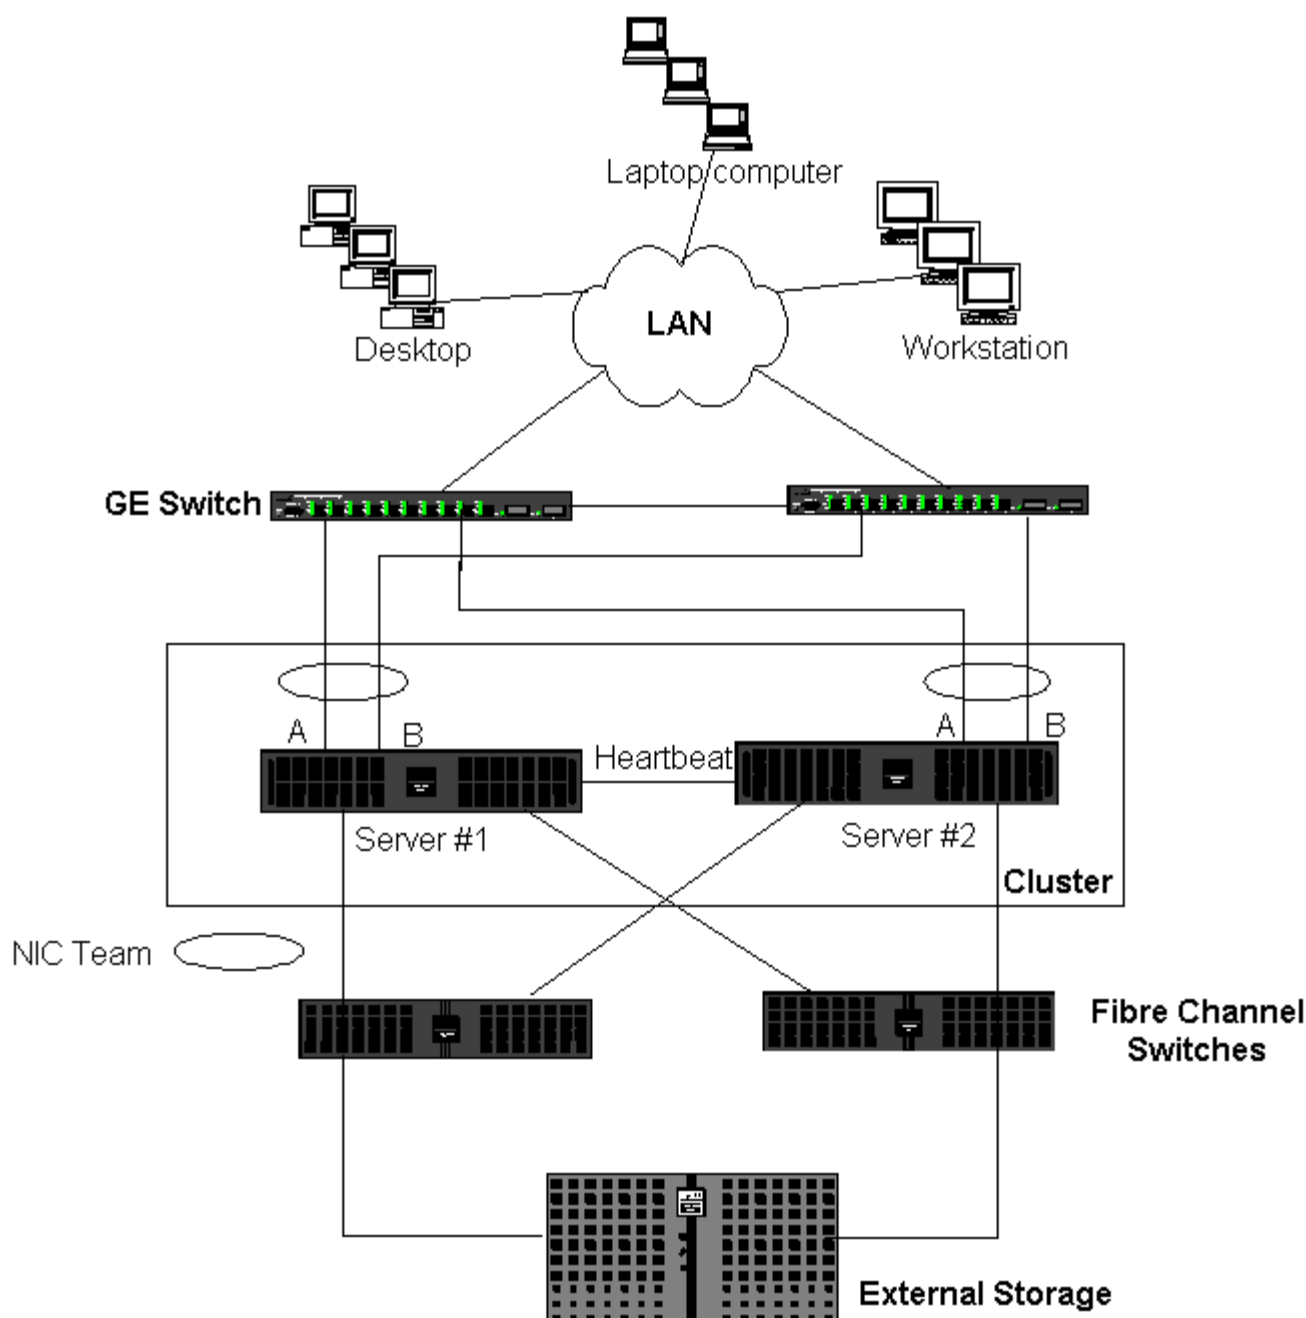 Laptop computer
LAN
Desktop
Workstation
GE Switch
A
B
A
B
Heartbeat
Server #1
Server #2
Cluster
NIC Team
Fibre Channel
Switches
External Storage